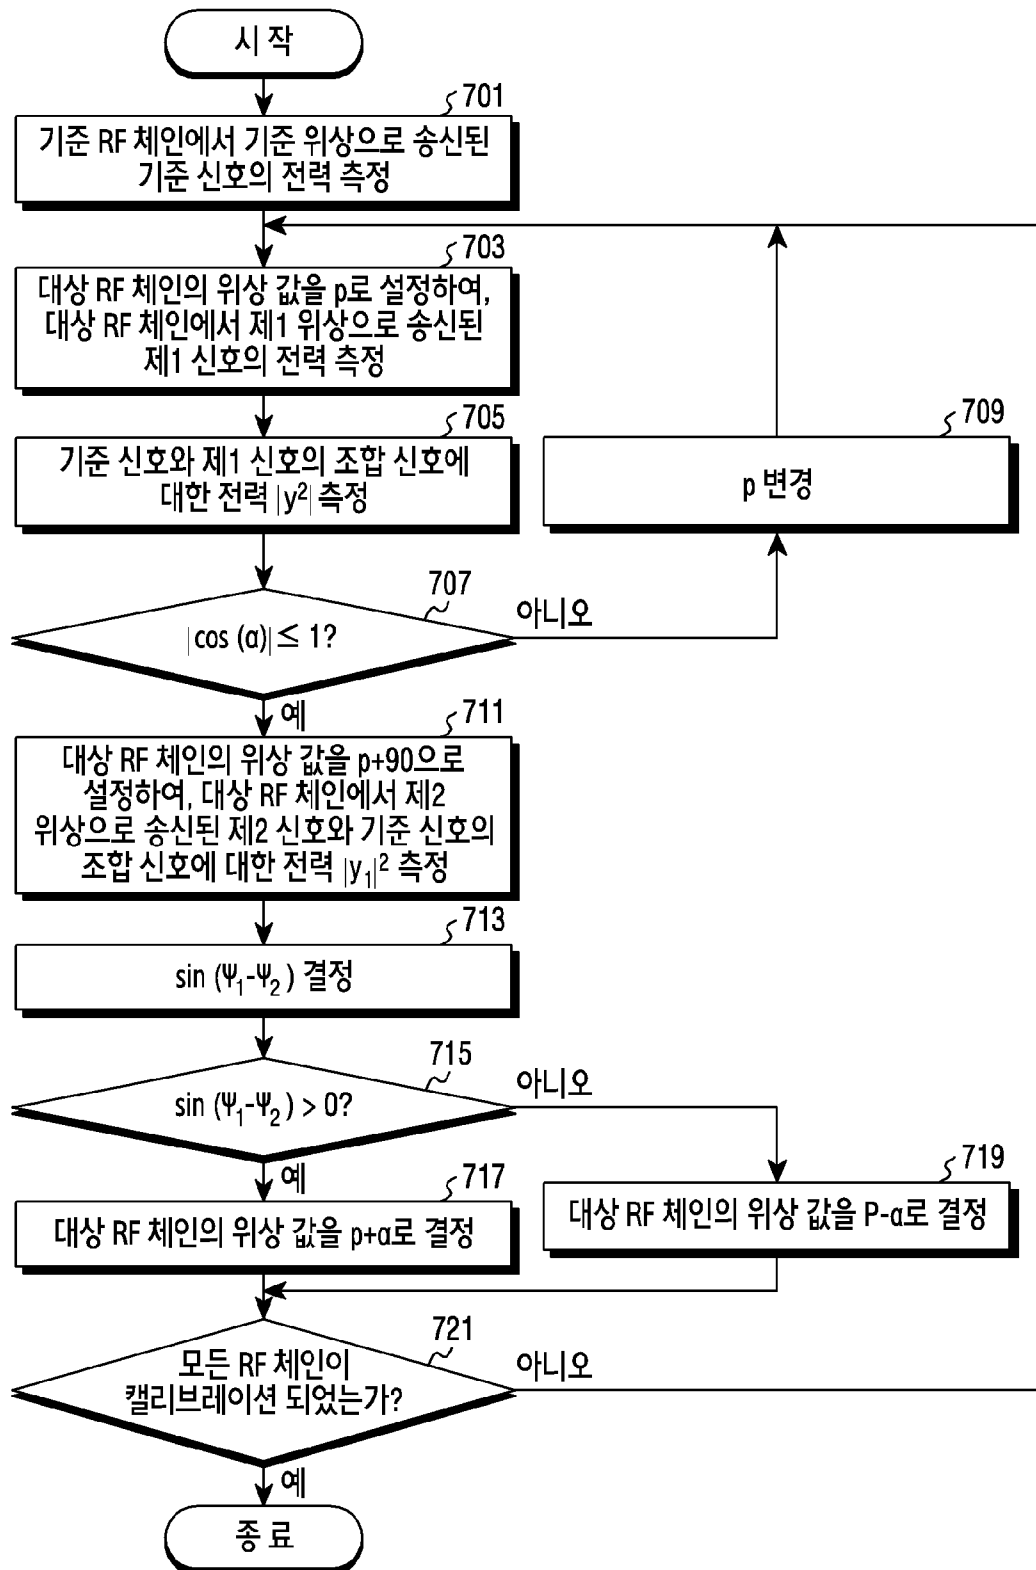 시 작
701
기준 RF 체인에서 기준 위상으로 송신된
기준 신호의 전력 측정
703
대상 RF 체인의 위상 값을 p로 설정하여,
대상 RF 체인에서 제1 위상으로 송신된
제1 신호의 전력 측정
705
기준 신호와 제1 신호의 조합 신호에
대한 전력 |y²| 측정
709
p 변경
707
|cos (α)| ≤ 1?
아니오
예
711
대상 RF 체인의 위상 값을 p+90으로
설정하여, 대상 RF 체인에서 제2
위상으로 송신된 제2 신호와 기준 신호의
조합 신호에 대한 전력 |y₁|² 측정
713
sin (Ψ₁-Ψ₂) 결정
715
sin (Ψ₁-Ψ₂) > 0?
아니오
예
717
대상 RF 체인의 위상 값을 p+α로 결정
719
대상 RF 체인의 위상 값을 P-α로 결정
721
모든 RF 체인이
캘리브레이션 되었는가?
아니오
예
종 료